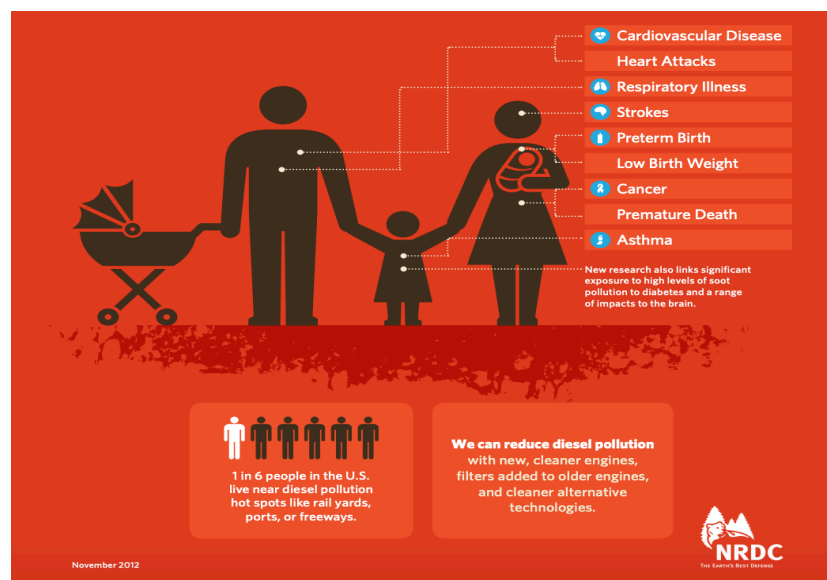 Cardiovascular Disease
Heart Attacks
Respiratory Illness
Strokes
Preterm Birth
Low Birth Weight
Cancer
Premature Death
Asthma
New research also links significant
exposure to high levels of soot
pollution to diabetes and a range
of impacts to the brain.
1 in 6 people in the U.S.
live near diesel pollution
hot spots like rail yards,
ports, or freeways.
We can reduce diesel pollution
with new, cleaner engines,
filters added to older engines,
and cleaner alternative
technologies.
November 2012
NRDC
The Earth's Best Defense